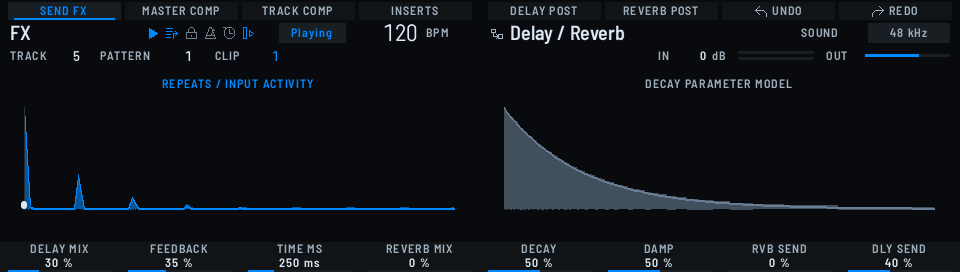 SEND FX MASTER COMP TRACK COMP INSERTS DELAY POST REVERB POST UNDO REDO
FX Playing 120 BPM Delay / Reverb SOUND 48 kHz
TRACK 5 PATTERN 1 CLIP 1 IN 0 dB OUT
REPEATS / INPUT ACTIVITY DECAY PARAMETER MODEL
DELAY MIX FEEDBACK TIME MS REVERB MIX DECAY DAMP RVB SEND DLY SEND
30 % 35 % 250 ms 0 % 50 % 50 % 0 % 40 %